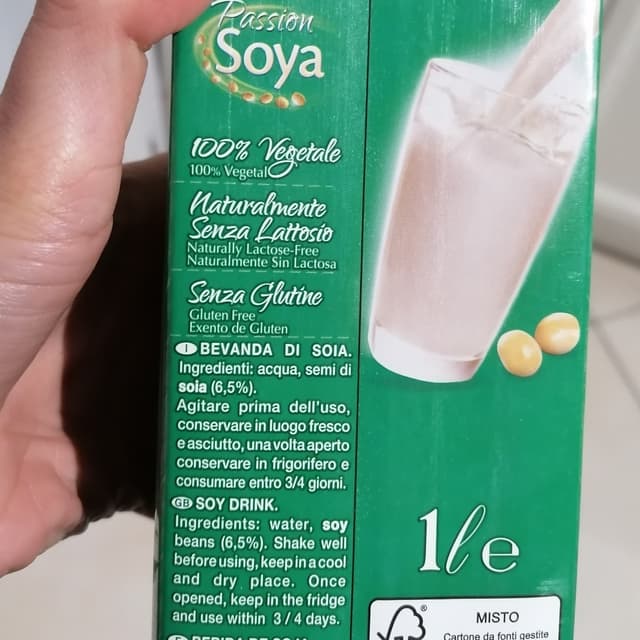 Passion
Soya
100% Vegetale
100% Vegetal
Naturalmente
Senza Lattosio
Naturally Lactose-Free
Naturalmente Sin Lactosa
Senza Glutine
Gluten Free
Exento de Gluten
I BEVANDA DI SOIA.
Ingredienti: acqua, semi di
soia (6,5%).
Agitare prima dell'uso,
conservare in luogo fresco
e asciutto, una volta aperto
conservare in frigorifero e
consumare entro 3/4 giorni.
GB SOY DRINK.
Ingredients: water, soy
beans (6,5%). Shake well
before using, keep in a cool
and dry place. Once
opened, keep in the fridge
and use within 3 / 4 days.
1l e
®
MISTO
Cartone da fonti gestite